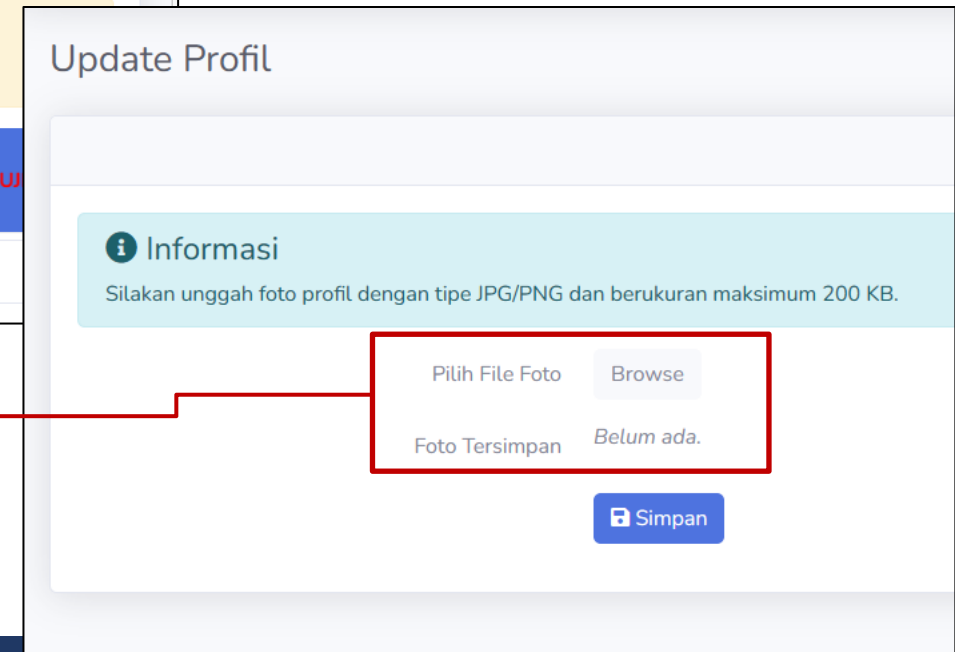 Update Profil
UJ
Informasi
Silakan unggah foto profil dengan tipe JPG/PNG dan berukuran maksimum 200 KB.
Pilih File Foto Browse
Foto Tersimpan Belum ada.
Simpan